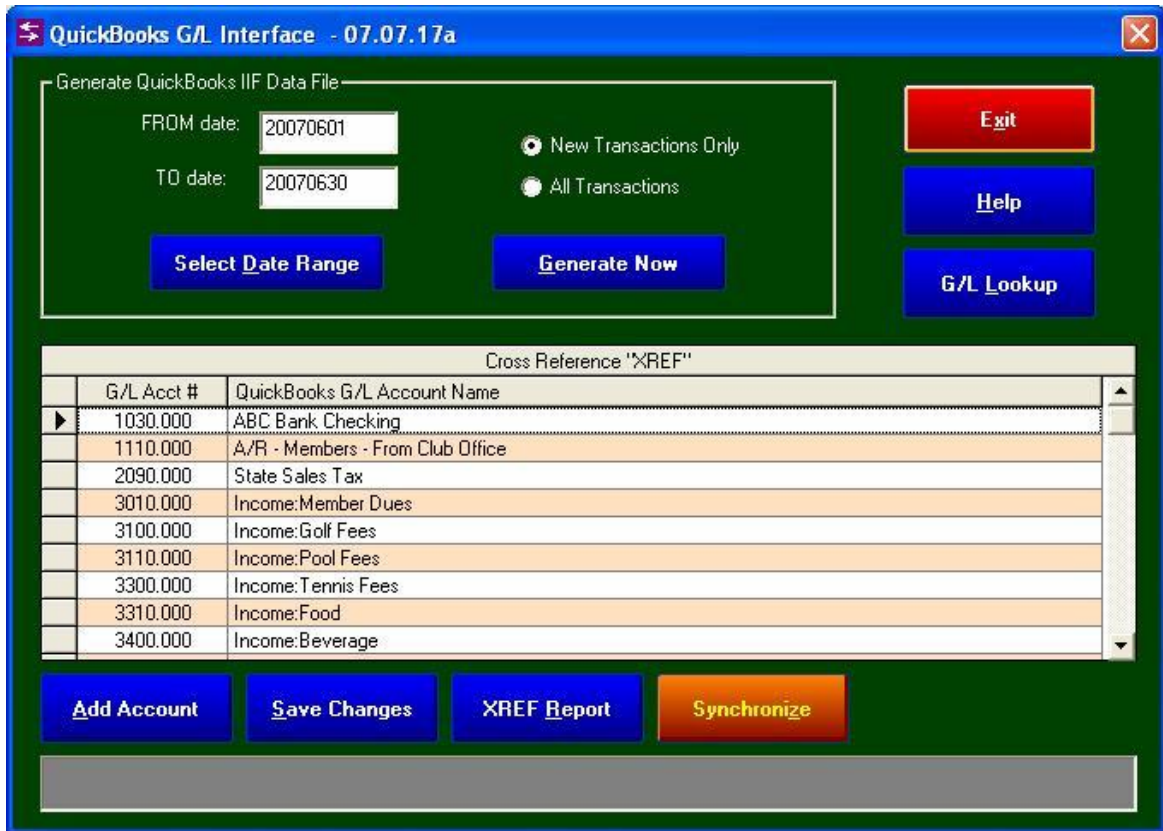 QuickBooks G/L Interface - 07.07.17a
Generate QuickBooks IIF Data File
FROM date: 20070601
TO date: 20070630
New Transactions Only
All Transactions
Select Date Range
Generate Now
Exit
Help
G/L Lookup
Cross Reference "XREF"
G/L Acct # QuickBooks G/L Account Name
1030.000 ABC Bank Checking
1110.000 A/R - Members - From Club Office
2090.000 State Sales Tax
3010.000 Income:Member Dues
3100.000 Income:Golf Fees
3110.000 Income:Pool Fees
3300.000 Income:Tennis Fees
3310.000 Income:Food
3400.000 Income:Beverage
Add Account
Save Changes
XREF Report
Synchronize